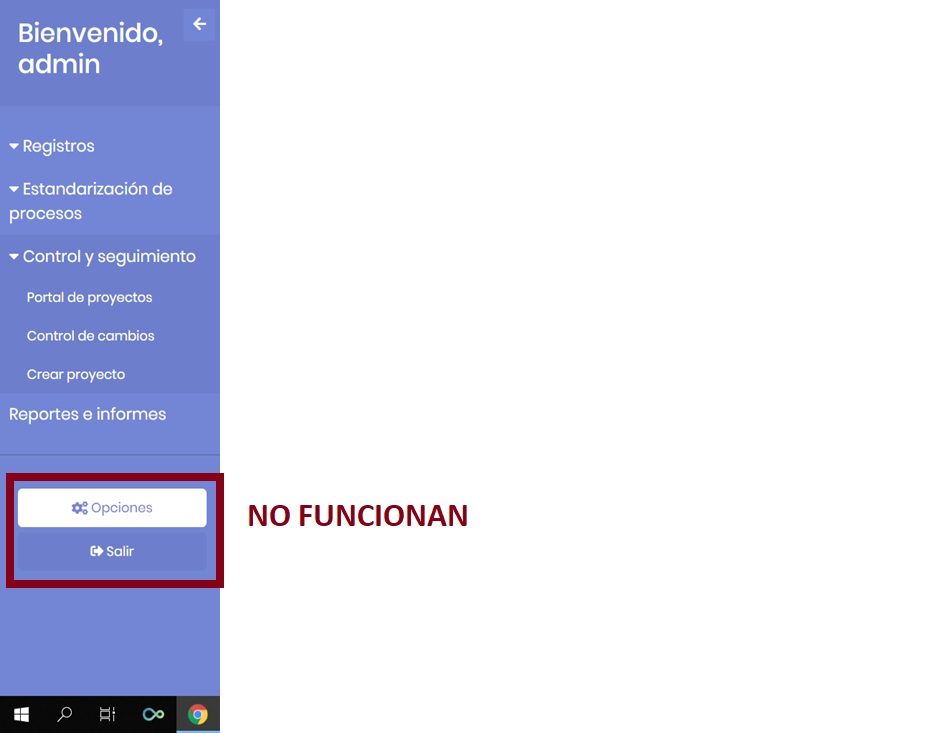 Bienvenido,
admin
Registros
Estandarización de
procesos
Control y seguimiento
Portal de proyectos
Control de cambios
Crear proyecto
Reportes e informes
Opciones
NO FUNCIONAN
Salir